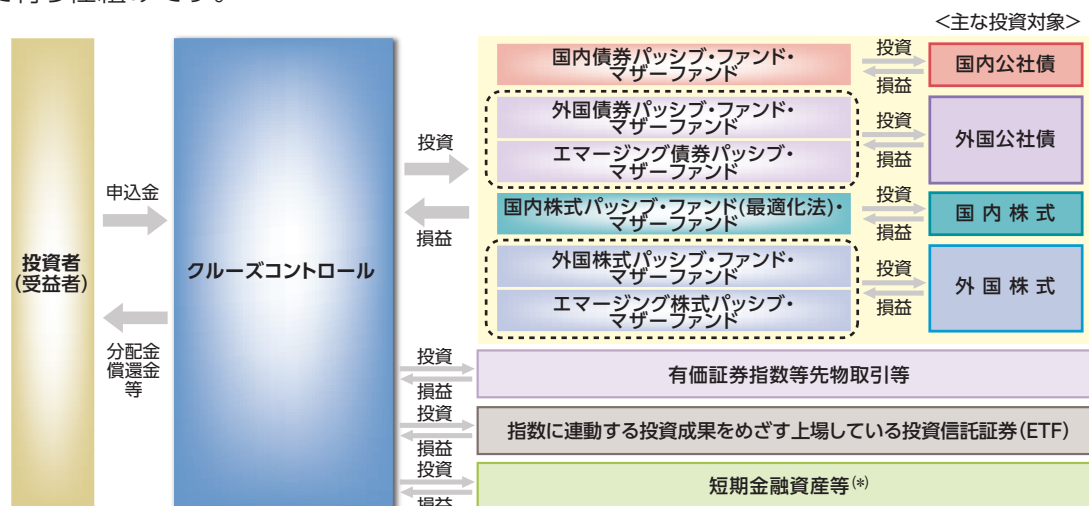 ＜主な投資対象＞
国内債券パッシブ・ファンド・
マザーファンド
投資
損益
国内公社債
外国債券パッシブ・ファンド・
マザーファンド
エマージング債券パッシブ・
マザーファンド
投資
損益
外国公社債
国内株式パッシブ・ファンド(最適化法)・
マザーファンド
投資
損益
国内株式
外国株式パッシブ・ファンド・
マザーファンド
エマージング株式パッシブ・
マザーファンド
投資
損益
外国株式
投資
損益
申込金
投資者
(受益者)
クルーズコントロール
分配金
償還金
等
投資
損益
有価証券指数等先物取引等
投資
損益
指数に連動する投資成果をめざす上場している投資信託証券(ETF)
投資
損益
短期金融資産等(*)